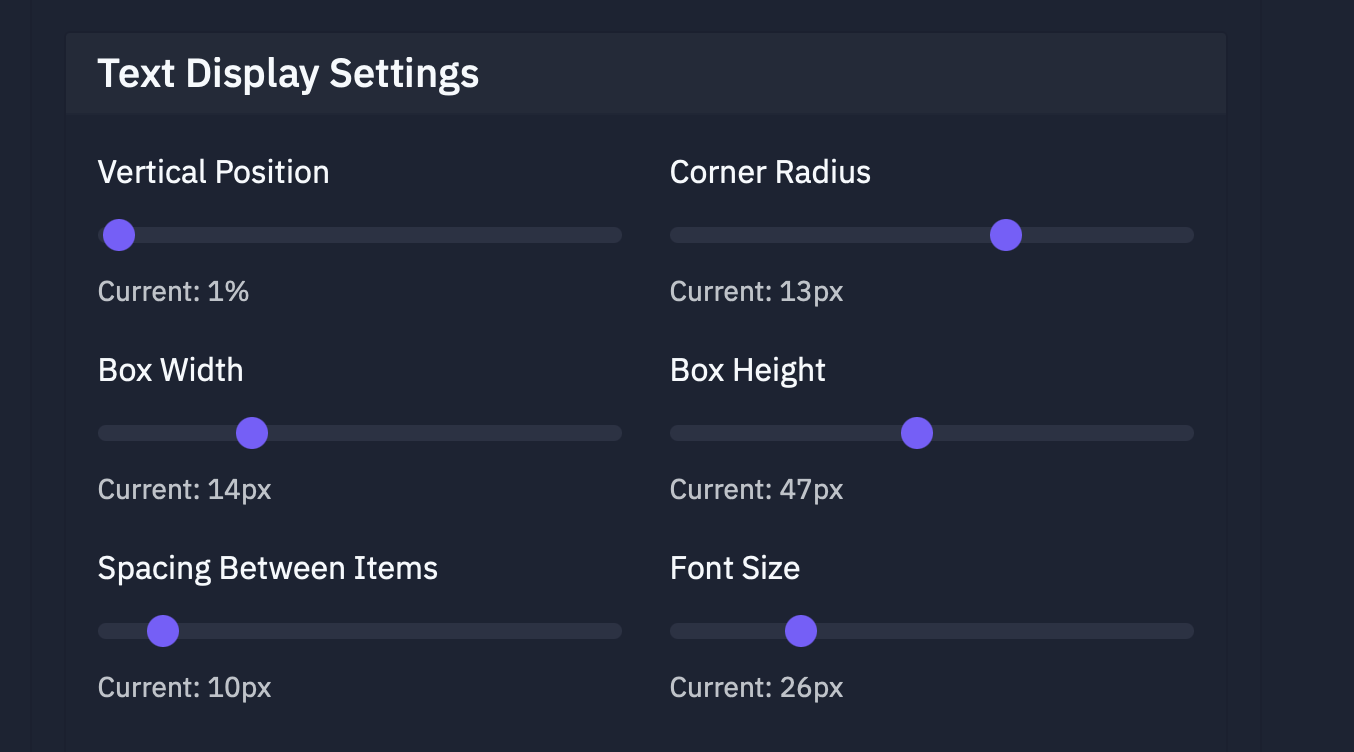 Text Display Settings
Vertical Position
Corner Radius
Current: 1%
Current: 13px
Box Width
Box Height
Current: 14px
Current: 47px
Spacing Between Items
Font Size
Current: 10px
Current: 26px